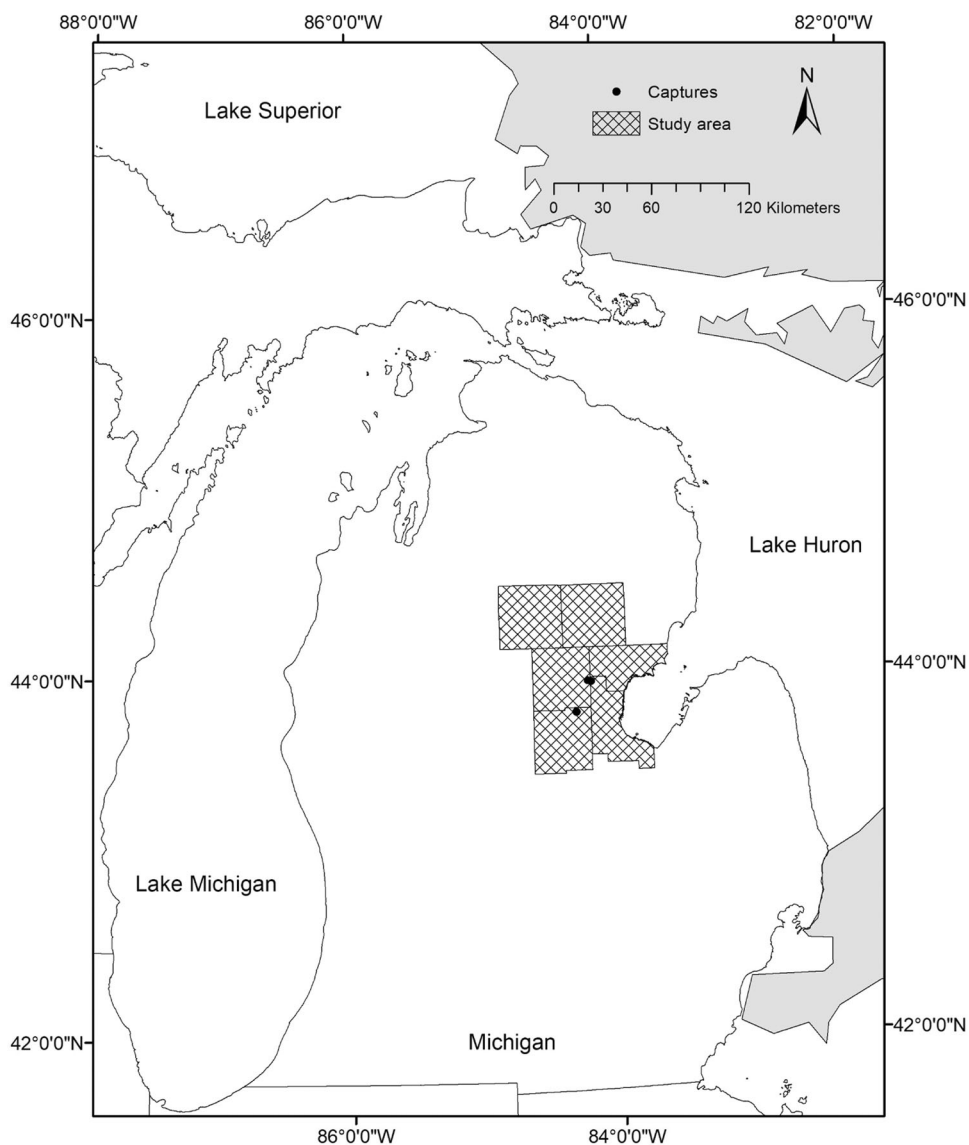 88°0'0"W 86°0'0"W 84°0'0"W 82°0'0"W
N
Captures
Lake Superior
Study area
0 30 60 120 Kilometers
46°0'0"N
46°0'0"N
Lake Huron
44°0'0"N
44°0'0"N
Lake Michigan
42°0'0"N
Michigan
42°0'0"N
86°0'0"W 84°0'0"W